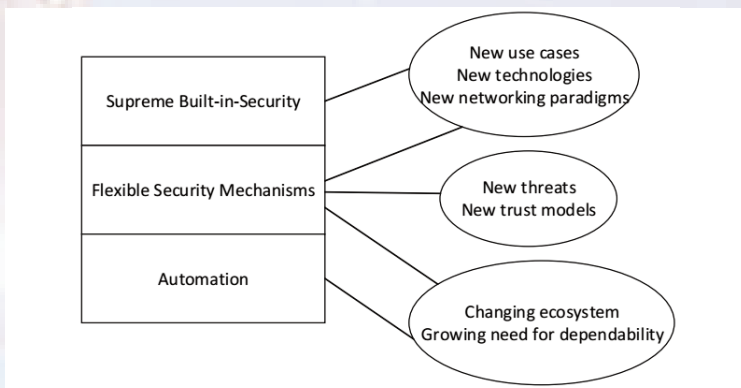 Supreme Built-in-Security
Flexible Security Mechanisms
Automation
New use cases
New technologies
New networking paradigms
New threats
New trust models
Changing ecosystem
Growing need for dependability